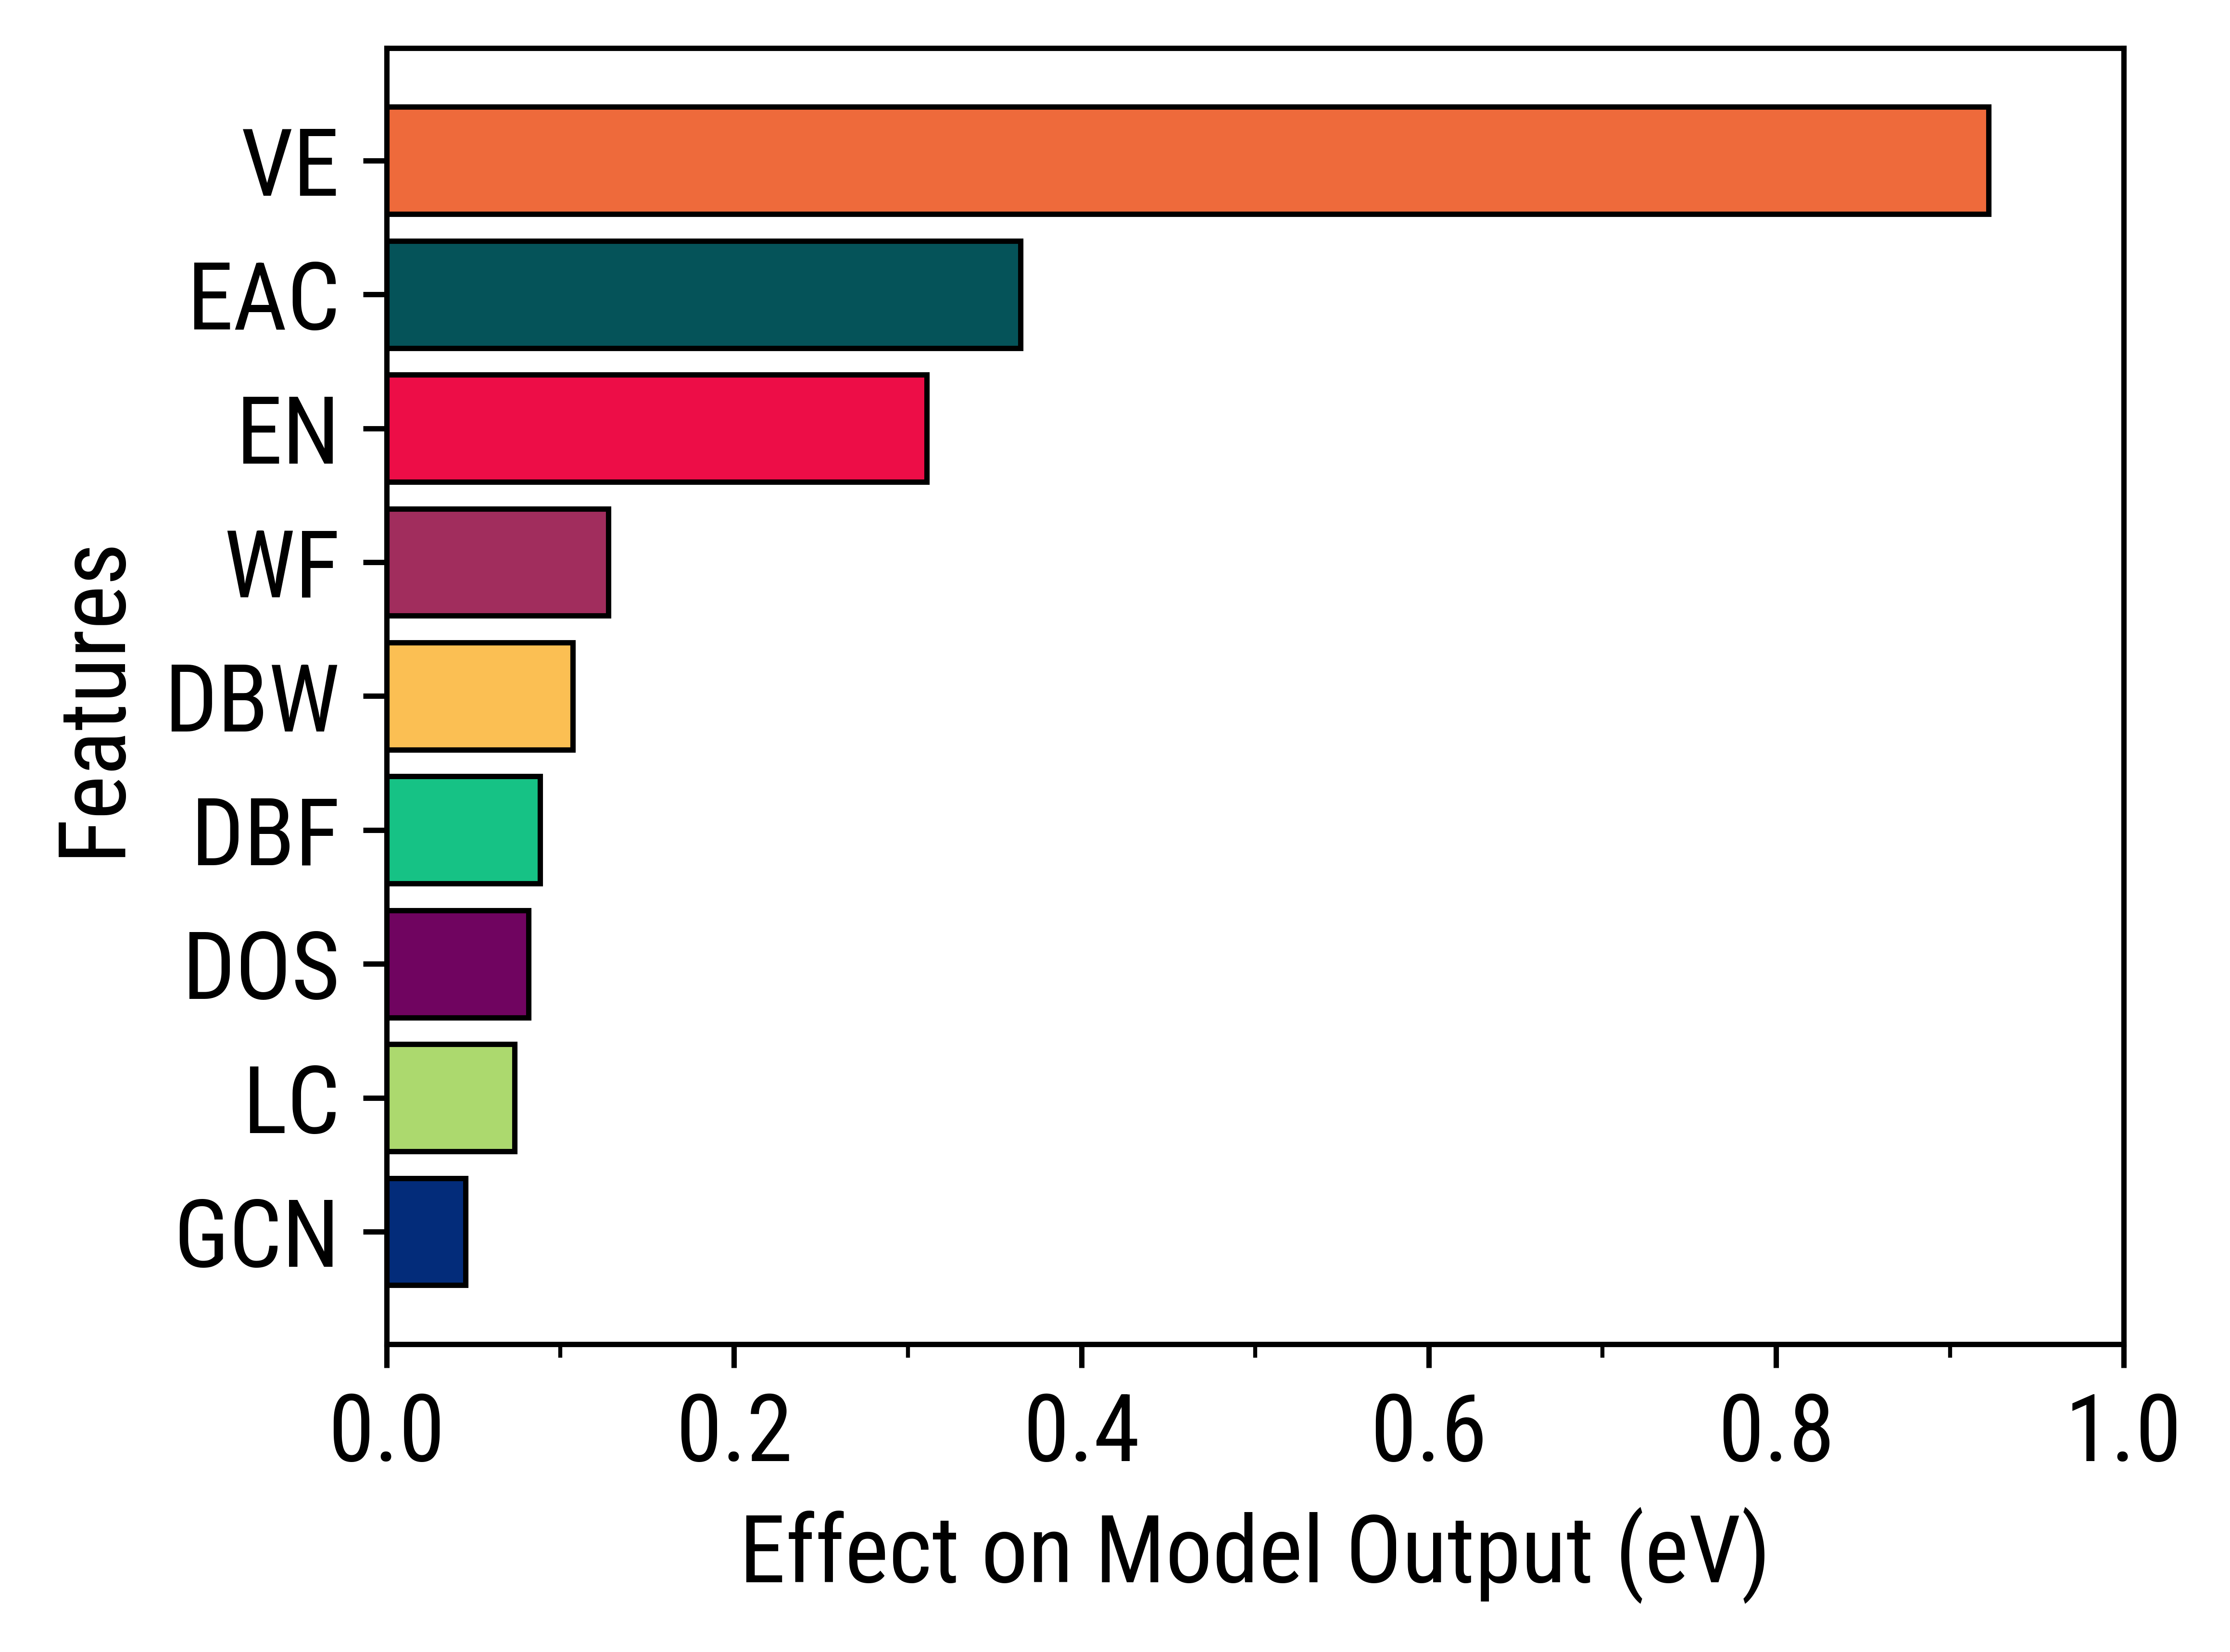 VE
EAC
EN
WF
DBW
DBF
DOS
LC
GCN
Features
0.0 0.2 0.4 0.6 0.8 1.0
Effect on Model Output (eV)